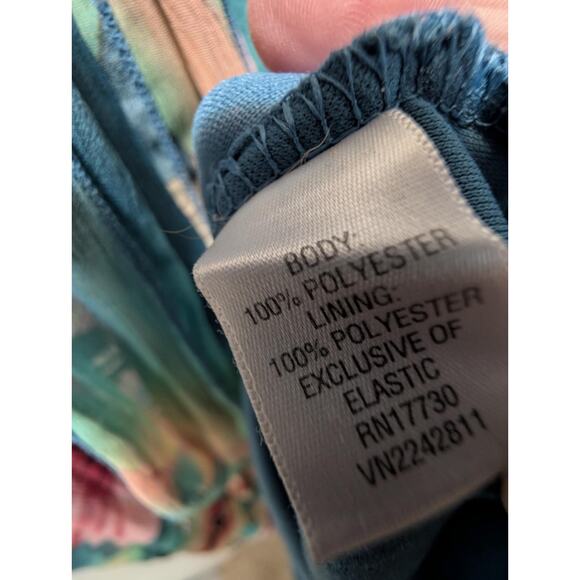 BODY:
100% POLYESTER
LINING:
100% POLYESTER
EXCLUSIVE OF
ELASTIC
RN17730
VN2242811